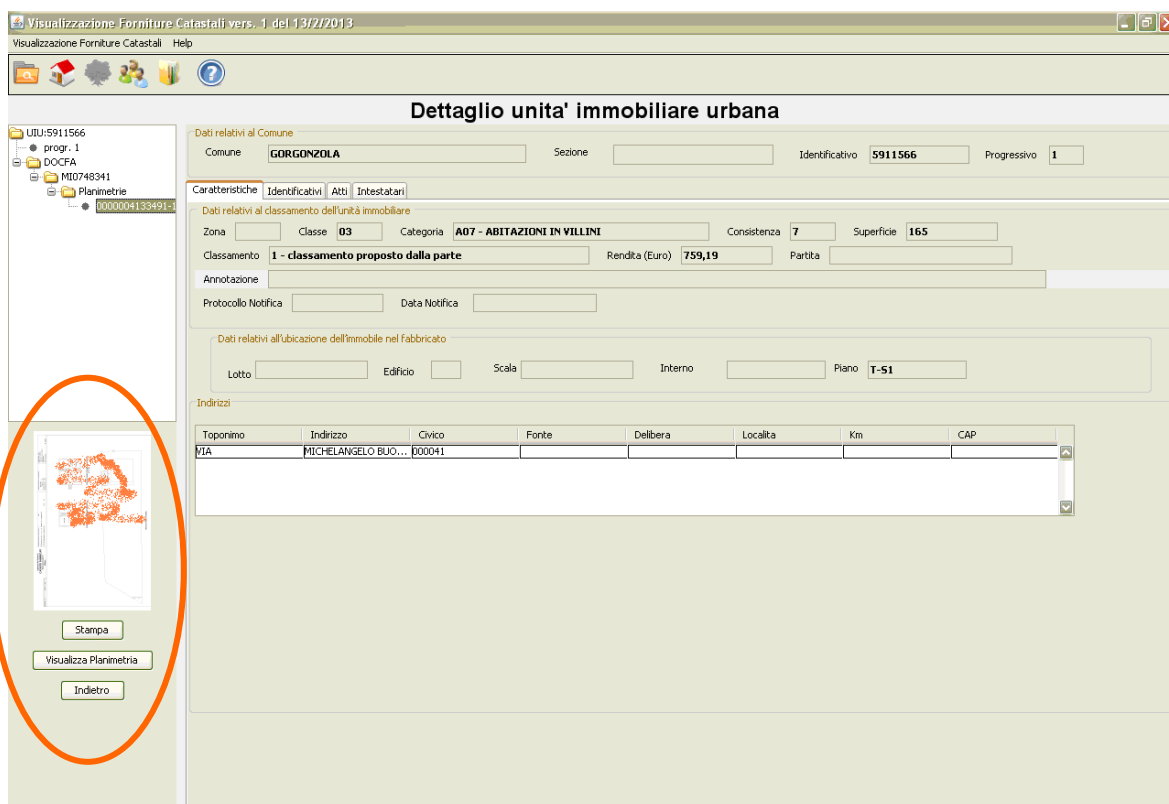 Visualizzazione Forniture Catastali vers. 1 del 13/2/2013
Visualizzazione Forniture Catastali Help
Dettaglio unita' immobiliare urbana
UIU:5911566
progr. 1
DOCFA
MI0748341
Planimetrie
0000004133491-1
Dati relativi al Comune
Comune GORGONZOLA Sezione Identificativo 5911566 Progressivo 1
Caratteristiche Identificativi Atti Intestatari
Dati relativi al classamento dell'unità immobiliare
Zona Classe 03 Categoria A07 - ABITAZIONI IN VILLINI Consistenza 7 Superficie 165
Classamento 1 - classamento proposto dalla parte Rendita (Euro) 759,19 Partita
Annotazione
Protocollo Notifica Data Notifica
Dati relativi all'ubicazione dell'immobile nel fabbricato
Lotto Edificio Scala Interno Piano T-S1
Indirizzi
Toponimo Indirizzo Civico Fonte Delibera Localita Km CAP
VIA MICHELANGELO BUO... 000041
Stampa
Visualizza Planimetria
Indietro